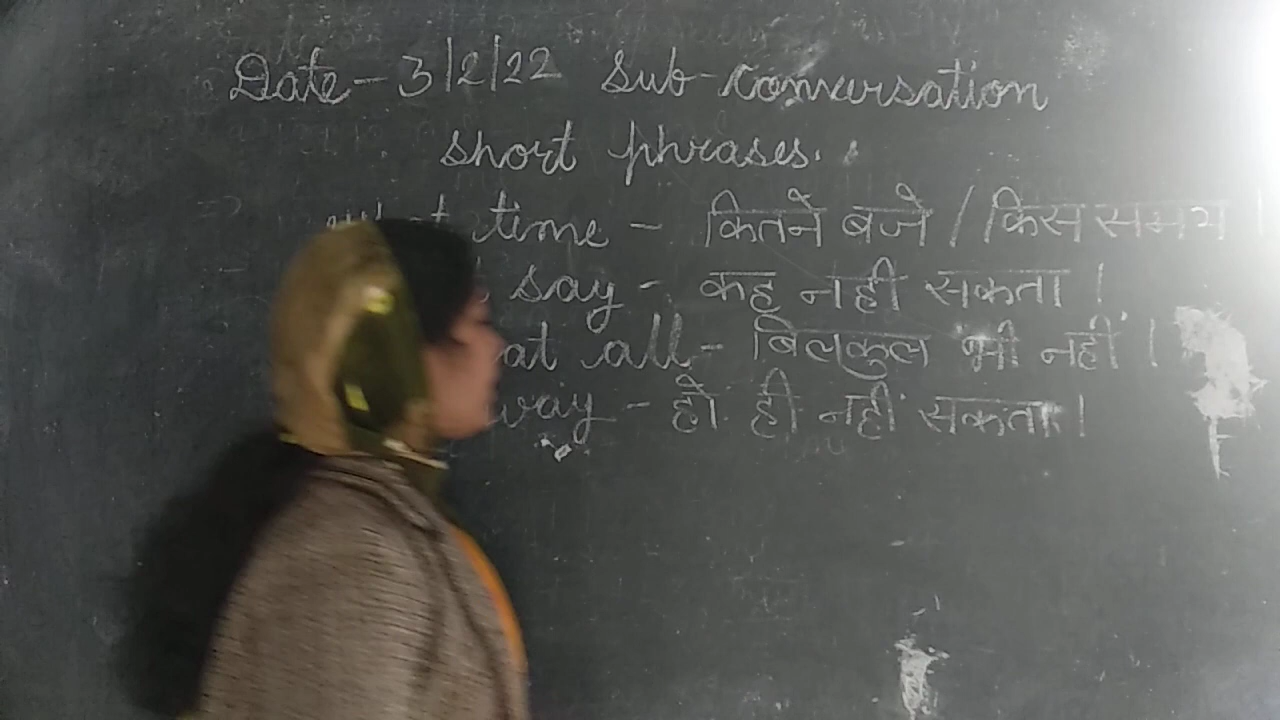 Date - 3/2/22 Sub - conversation
short phrases.
time - कितने बजे / किस समय
say - कह नही सकता।
at all - बिलकुल भी नहीं।
way - हो ही नहीं सकता।